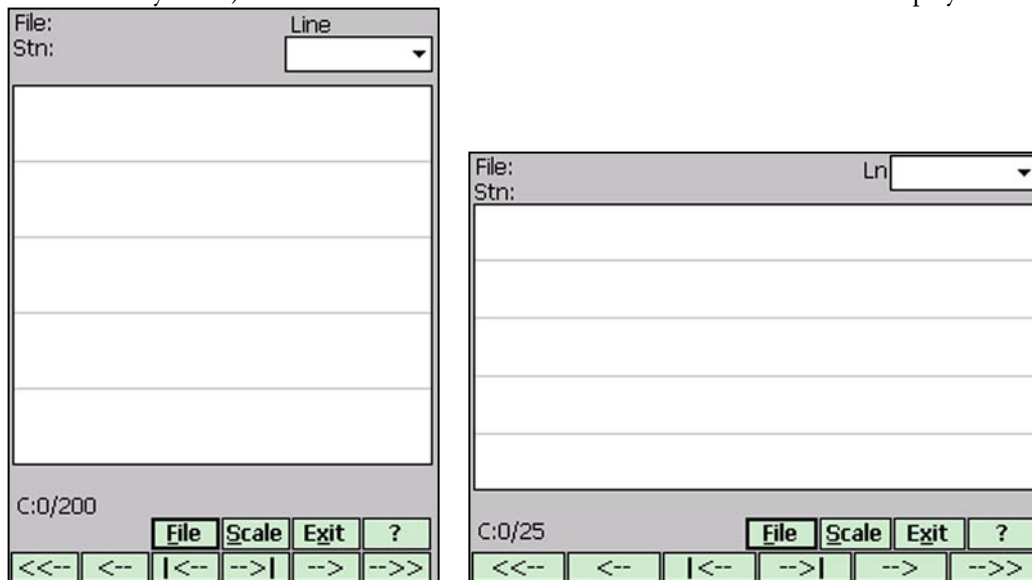 File:
Line
Stn:
C:0/200
File Scale Exit ?
<<-- <-- |<-- -->| --> -->>
File:
Ln
Stn:
C:0/25
File Scale Exit ?
<<-- <-- |<-- -->| --> -->>